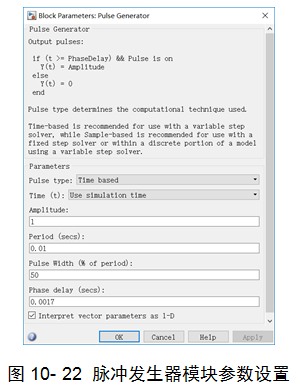 Block Parameters: Pulse Generator
Pulse Generator
Output pulses:
if (t >= PhaseDelay) && Pulse is on
Y(t) = Amplitude
else
Y(t) = 0
end
Pulse type determines the computational technique used.
Time-based is recommended for use with a variable step
solver, while Sample-based is recommended for use with a
fixed step solver or within a discrete portion of a model
using a variable step solver.
Parameters
Pulse type: Time based
Time (t): Use simulation time
Amplitude:
1
Period (secs):
0.01
Pulse Width (% of period):
50
Phase delay (secs):
0.0017
Interpret vector parameters as 1-D
OK Cancel Help Apply
图 10- 22 脉冲发生器模块参数设置